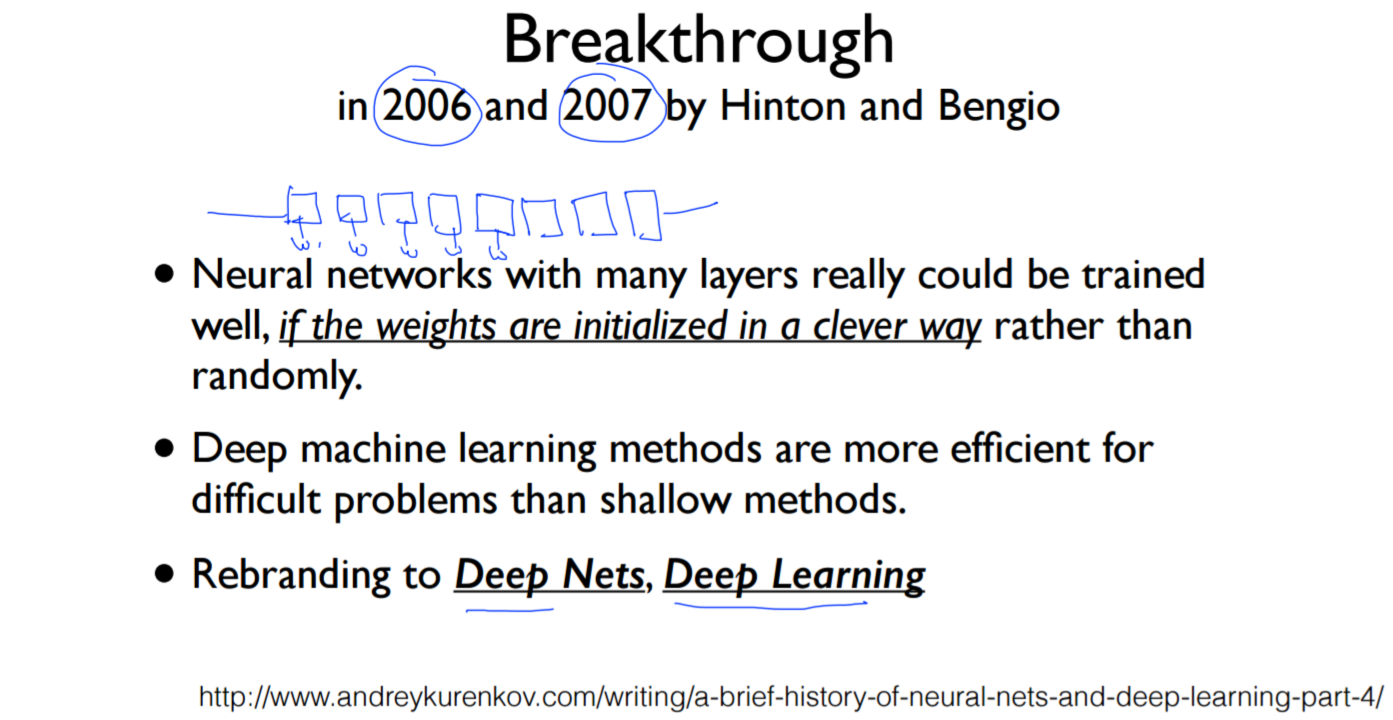 Breakthrough
in 2006 and 2007 by Hinton and Bengio
w, w w w w
• Neural networks with many layers really could be trained
well, if the weights are initialized in a clever way rather than
randomly.
• Deep machine learning methods are more efficient for
difficult problems than shallow methods.
• Rebranding to Deep Nets, Deep Learning
http://www.andreykurenkov.com/writing/a-brief-history-of-neural-nets-and-deep-learning-part-4/